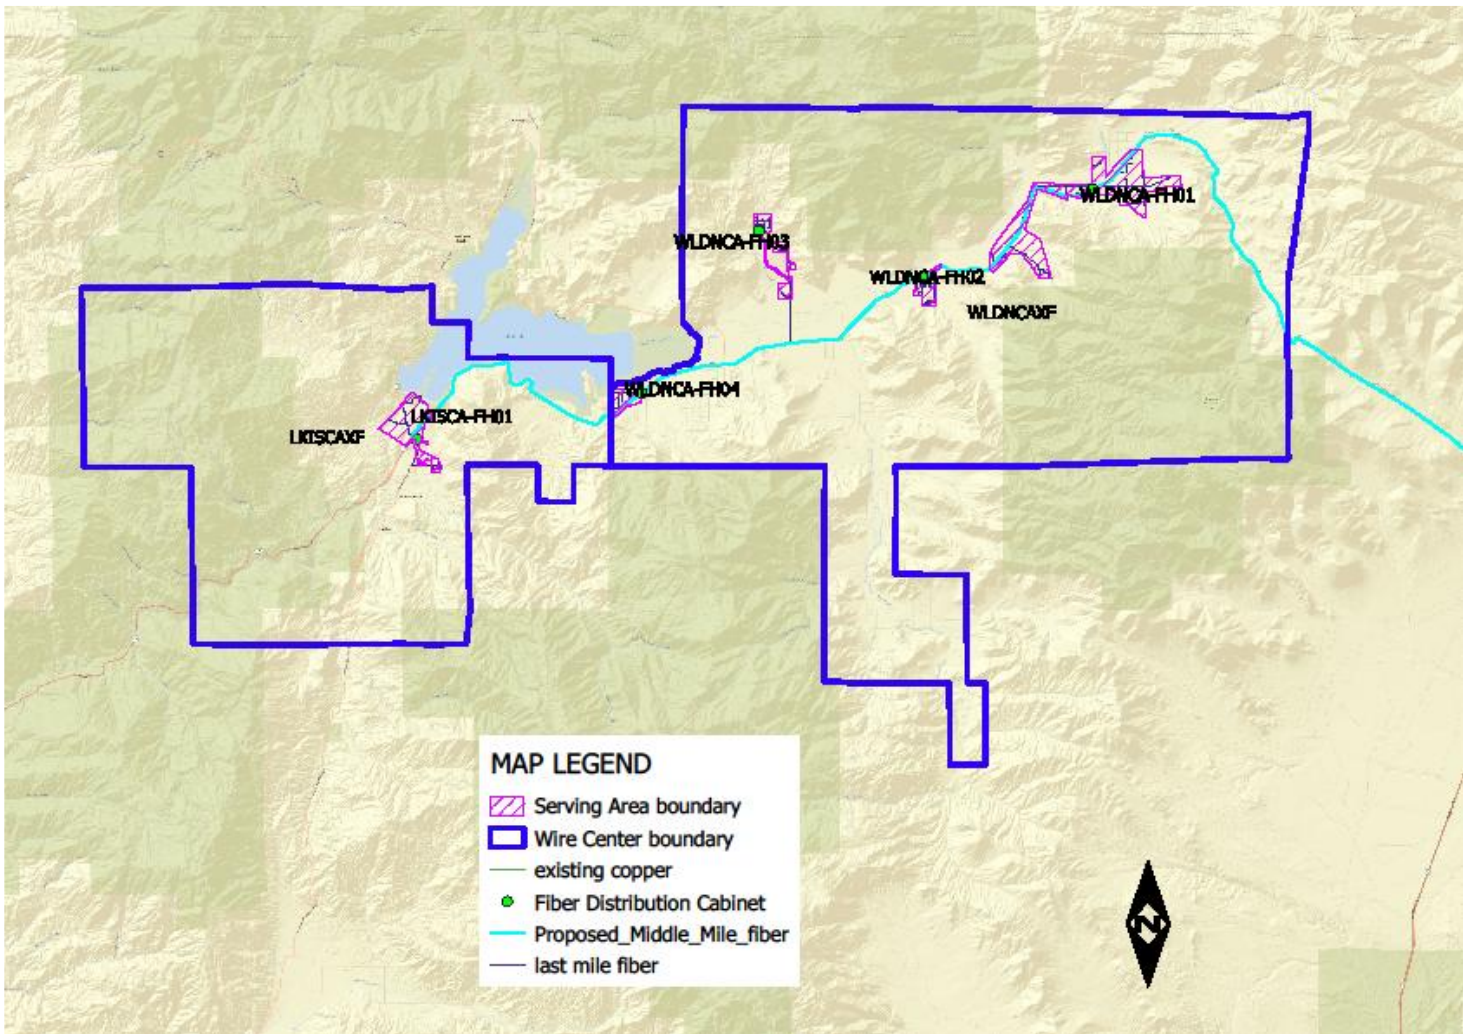 WLDNCA-FH01
WLDNCA-FH03
WLDNCA-FH02
WLDNCAXF
WLDNCA-FH04
LKISCA-FH01
LKISCAXF
MAP LEGEND
Serving Area boundary
Wire Center boundary
existing copper
Fiber Distribution Cabinet
Proposed_Middle_Mile_fiber
last mile fiber
N